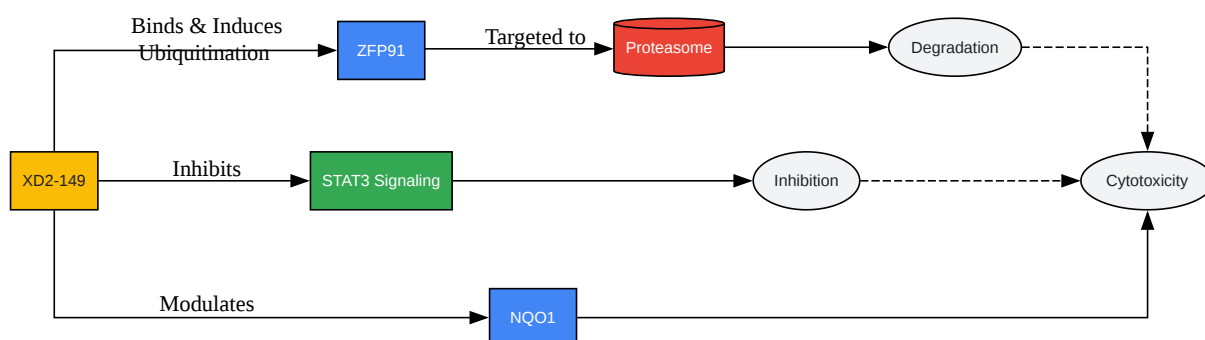 Binds & Induces
Ubiquitination
ZFP91
Targeted to
Proteasome
Degradation
XD2-149
Inhibits
STAT3 Signaling
Inhibition
Cytotoxicity
Modulates
NQO1